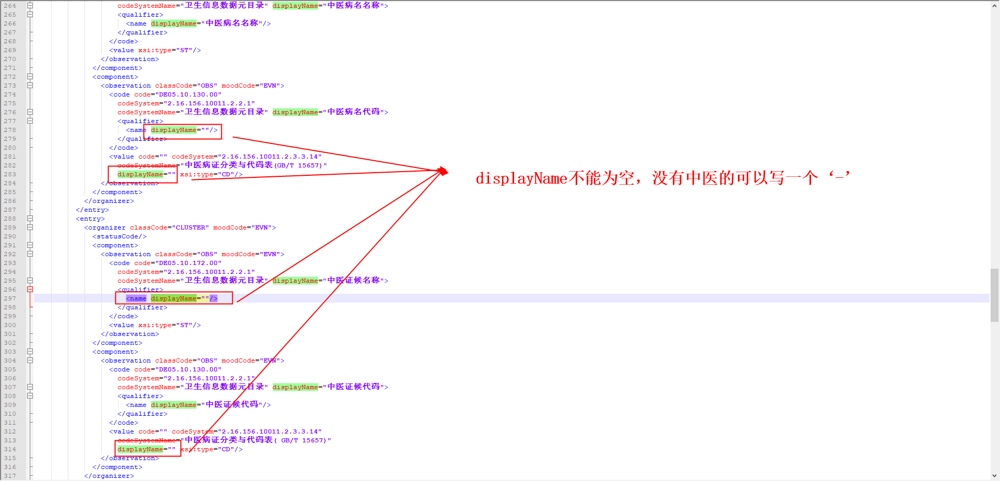 264 codeSystemName="卫生信息数据元目录" displayName="中医病名名称">
265 <qualifier>
266 <name displayName="中医病名名称"/>
267 </qualifier>
268 </code>
269 <value xsi:type="ST"/>
270 </observation>
271 </component>
272 <component>
273 <observation classCode="OBS" moodCode="EVN">
274 <code code="DE05.10.130.00"
275 codeSystem="2.16.156.10011.2.2.1"
276 codeSystemName="卫生信息数据元目录" displayName="中医病名代码">
277 <qualifier>
278 <name displayName=""/>
279 </qualifier>
280 </code>
281 <value code="" codeSystem="2.16.156.10011.2.3.3.14"
282 codeSystemName="中医病证分类与代码表(GB/T 15657)"
283 displayName="" xsi:type="CD"/>
displayName不能为空，没有中医的可以写一个‘-’
284 </observation>
285 </component>
286 </organizer>
287 </entry>
288 <entry>
289 <organizer classCode="CLUSTER" moodCode="EVN">
290 <statusCode/>
291 <component>
292 <observation classCode="OBS" moodCode="EVN">
293 <code code="DE05.10.172.00"
294 codeSystem="2.16.156.10011.2.2.1"
295 codeSystemName="卫生信息数据元目录" displayName="中医证候名称">
296 <qualifier>
297 <name displayName=""/>
298 </qualifier>
299 </code>
300 <value xsi:type="ST"/>
301 </observation>
302 </component>
303 <component>
304 <observation classCode="OBS" moodCode="EVN">
305 <code code="DE05.10.130.00"
306 codeSystem="2.16.156.10011.2.2.1"
307 codeSystemName="卫生信息数据元目录" displayName="中医证候代码">
308 <qualifier>
309 <name displayName="中医证候代码"/>
310 </qualifier>
311 </code>
312 <value code="" codeSystem="2.16.156.10011.2.3.3.14"
313 codeSystemName="中医病证分类与代码表( GB/T 15657)"
314 displayName="" xsi:type="CD"/>
315 </observation>
316 </component>
317 </organizer>